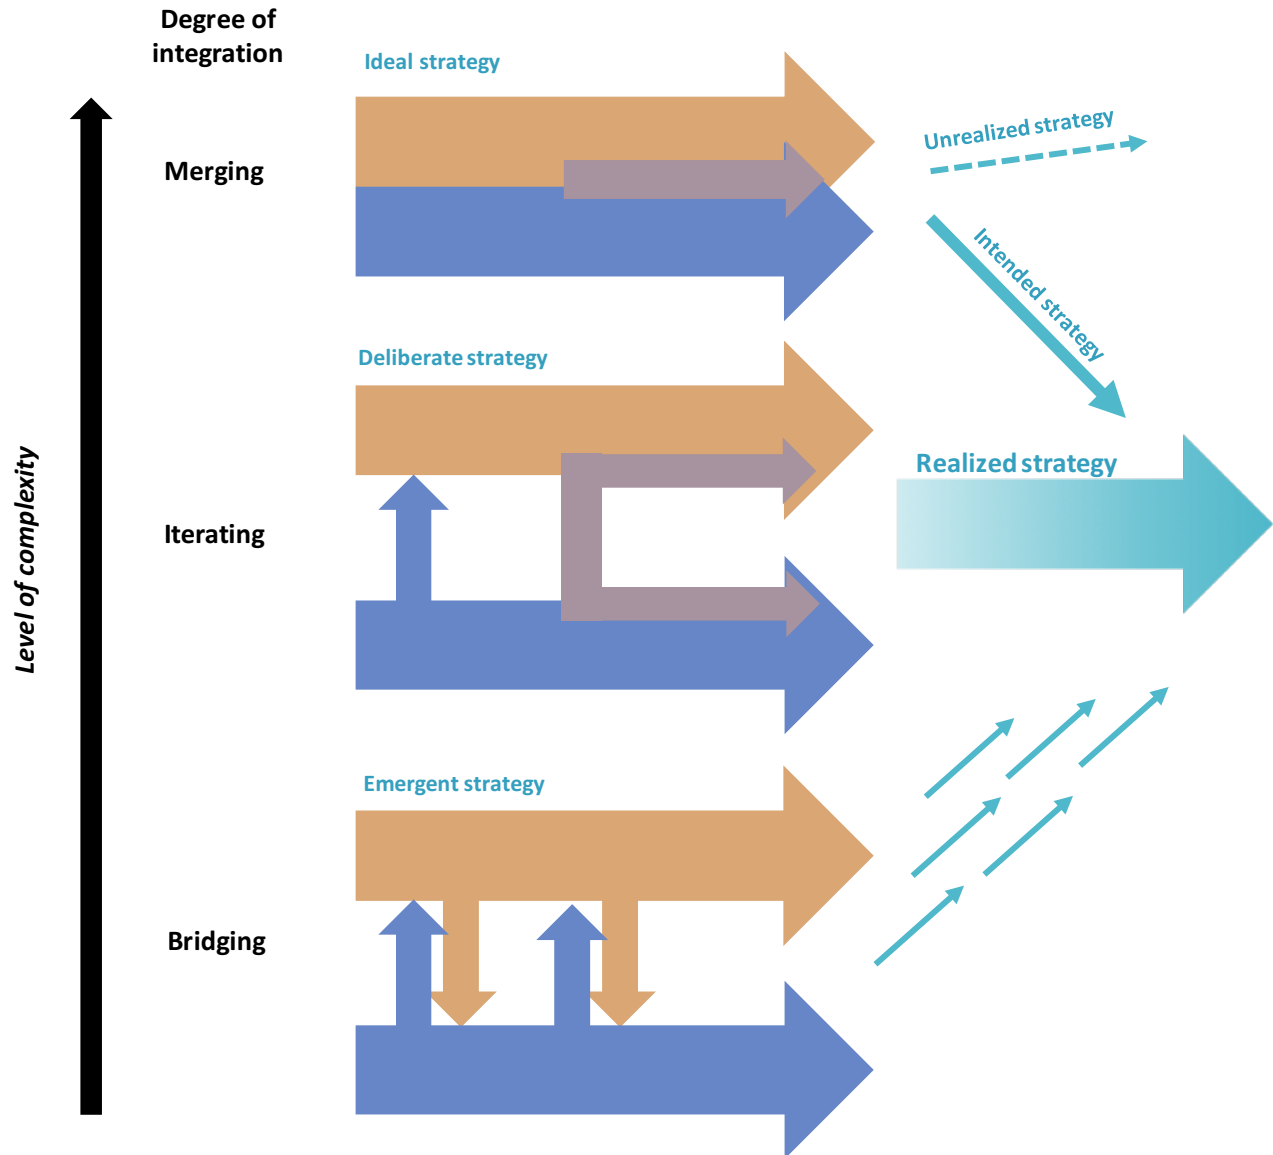 Degree of
integration
Ideal strategy
Unrealized strategy
Merging
Intended strategy
Deliberate strategy
Realized strategy
Level of complexity
Iterating
Emergent strategy
Bridging